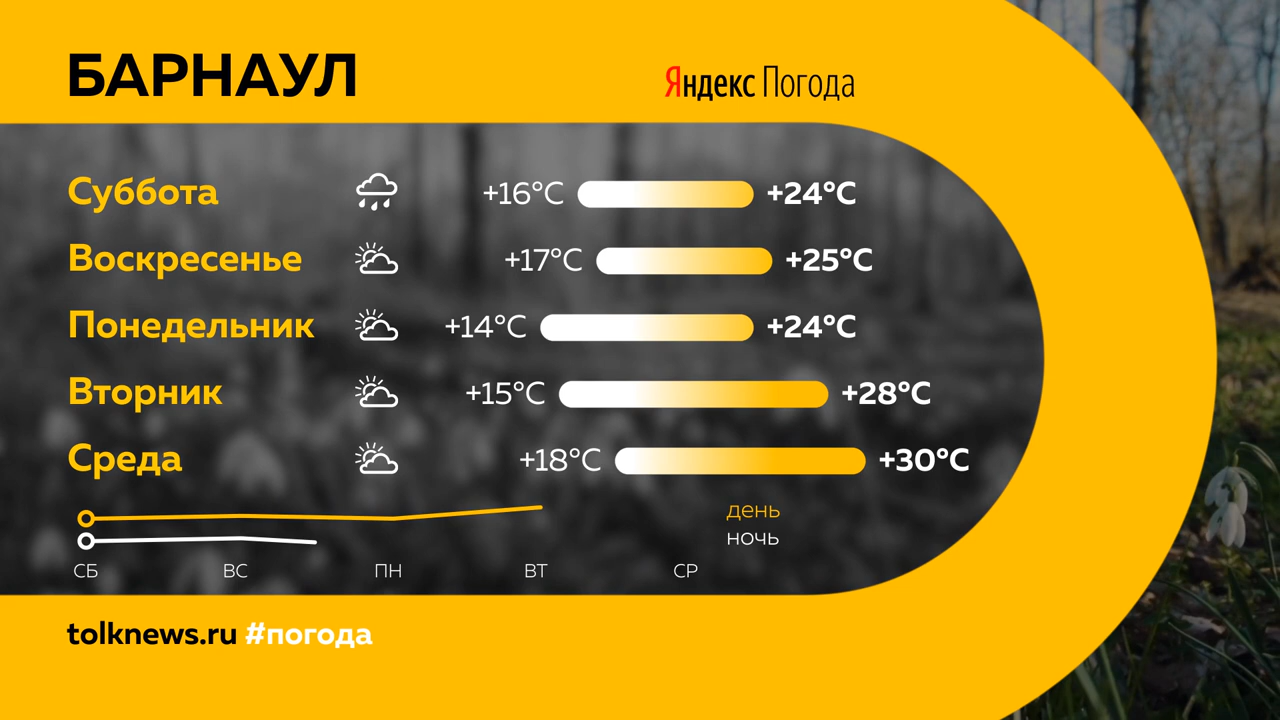 БАРНАУЛ
Яндекс Погода
Суббота +16°C +24°C
Воскресенье +17°C +25°C
Понедельник +14°C +24°C
Вторник +15°C +28°C
Среда +18°C +30°C
день
ночь
СБ ВС ПН ВТ СР
tolknews.ru #погода